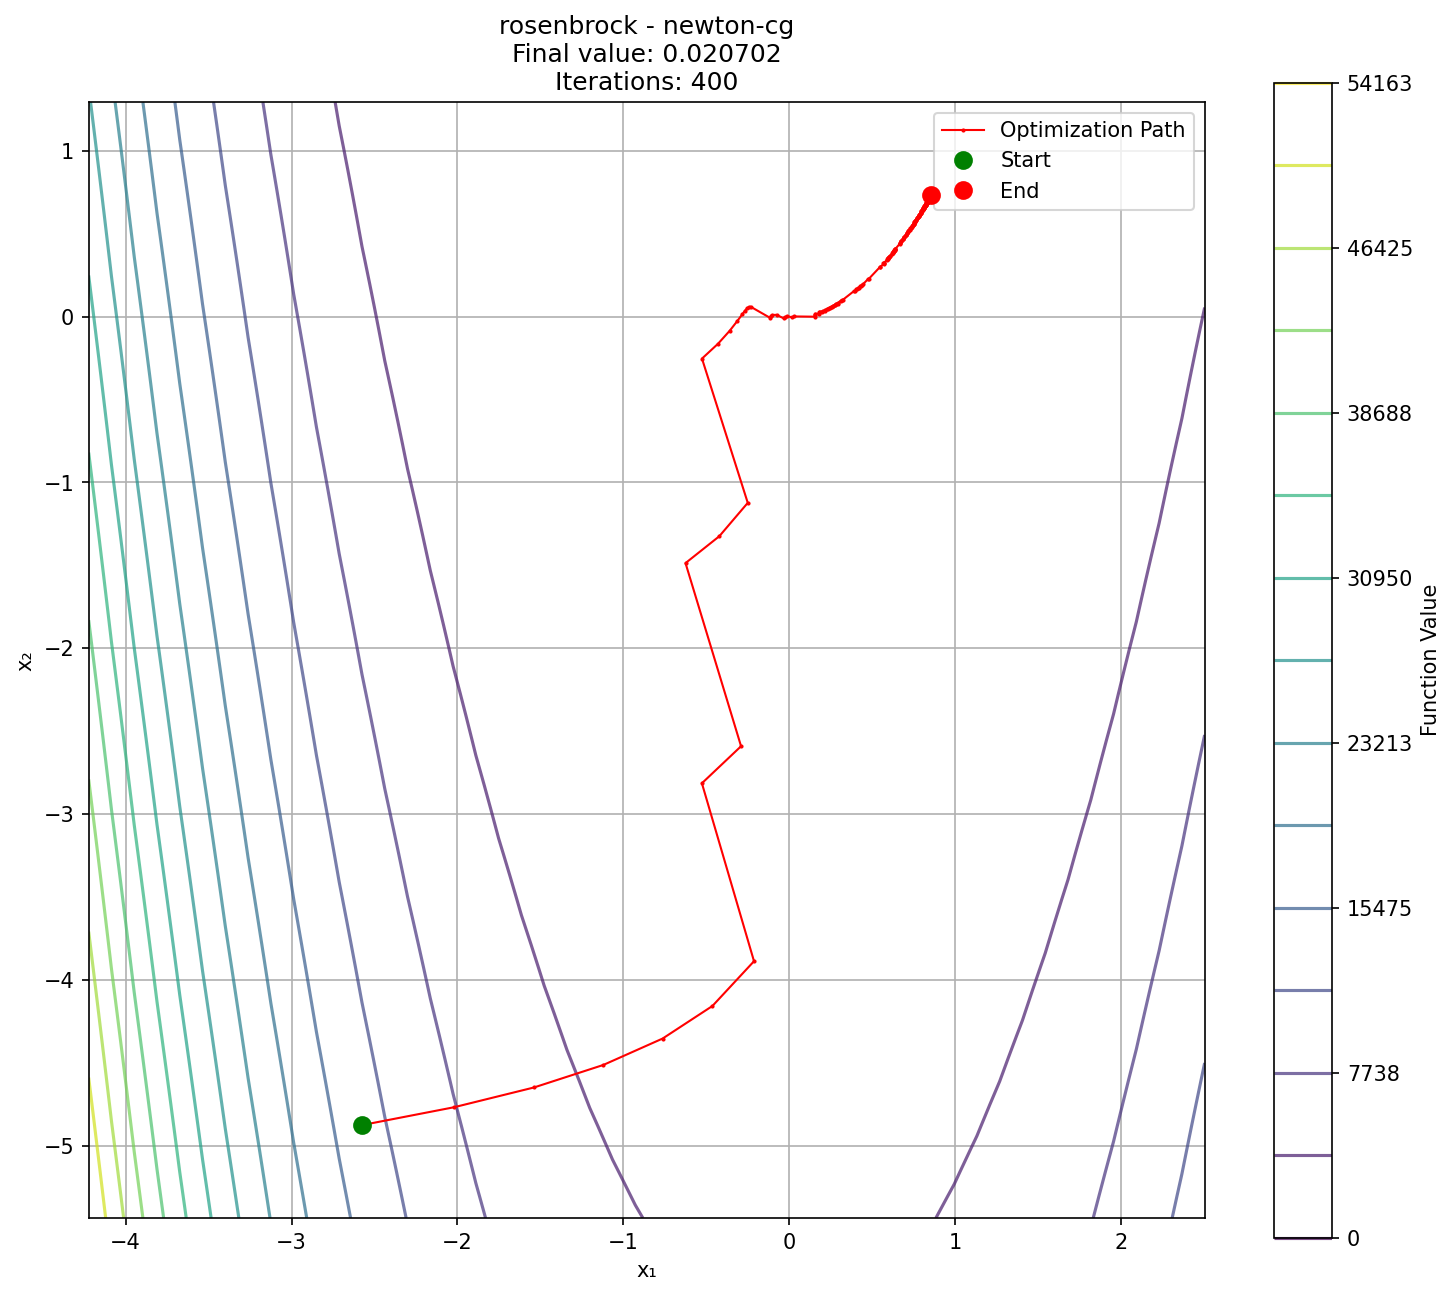 rosenbrock - newton-cg
Final value: 0.020702
Iterations: 400
Optimization Path
Start
End
1
0
−1
−2
−3
−4
−5
x₂
−4
−3
−2
−1
0
1
2
x₁
54163
46425
38688
30950
23213
15475
7738
0
Function Value